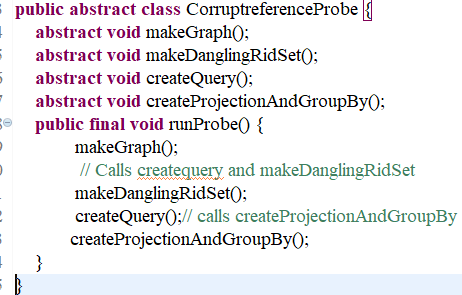 public abstract class CorruptreferenceProbe {
abstract void makeGraph();
abstract void makeDanglingRidSet();
abstract void createQuery();
abstract void createProjectionAndGroupBy();
public final void runProbe() {
makeGraph();
// Calls createquery and makeDanglingRidSet
makeDanglingRidSet();
createQuery();// calls createProjectionAndGroupBy
createProjectionAndGroupBy();
}
}